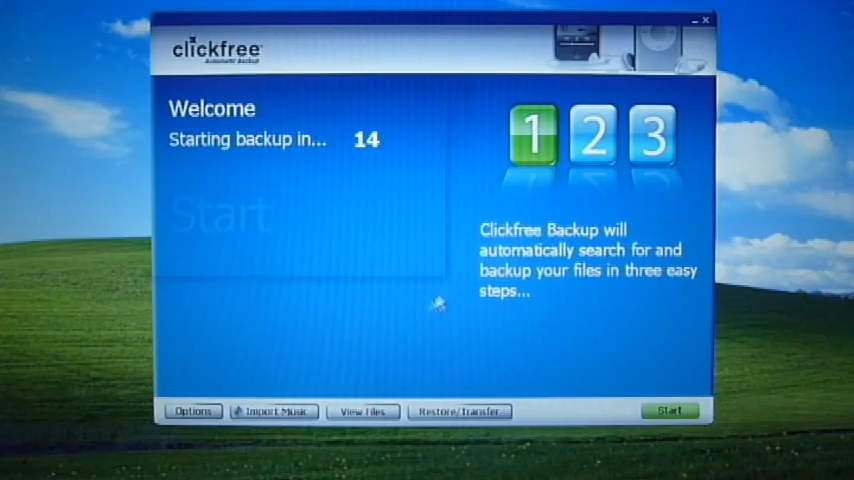 clickfree
Automatic Backup
Welcome
Starting backup in... 14
Start
1 2 3
Clickfree Backup will
automatically search for and
backup your files in three easy
steps...
Options Import Music View Files Restore/Transfer Start